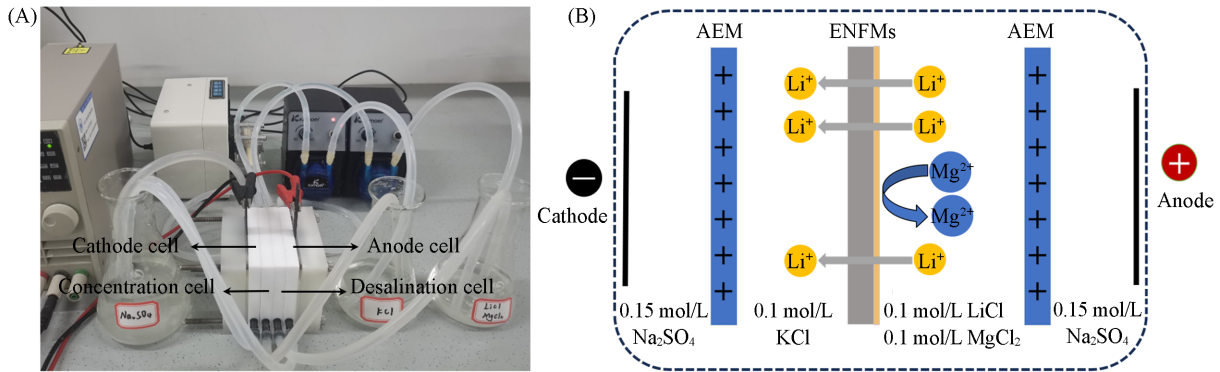 (A)
Cathode cell
Anode cell
Concentration cell
Desalination cell
Na₂SO₄
KCl
LiCl
MgCl₂
(B)
AEM
ENFMs
AEM
Li⁺
Li⁺
Li⁺
Li⁺
Mg²⁺
Mg²⁺
Li⁺
Li⁺
−
Cathode
+
Anode
+ + + + + +
+ + + + + +
0.15 mol/L
Na₂SO₄
0.1 mol/L
KCl
0.1 mol/L LiCl
0.1 mol/L MgCl₂
0.15 mol/L
Na₂SO₄